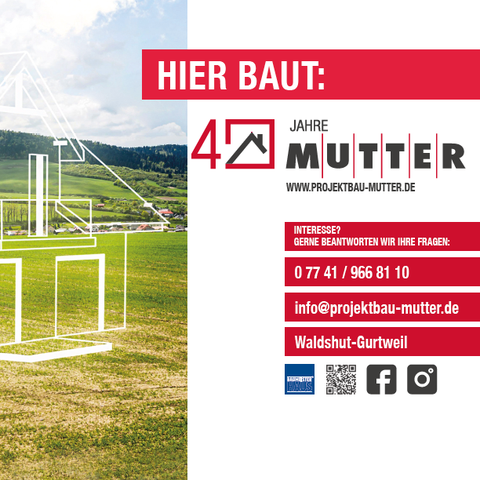 HIER BAUT:
40 JAHRE
MUTTER
WWW.PROJEKTBAU-MUTTER.DE
INTERESSE?
GERNE BEANTWORTEN WIR IHRE FRAGEN:
0 77 41 / 966 81 10
info@projektbau-mutter.de
Waldshut-Gurtweil